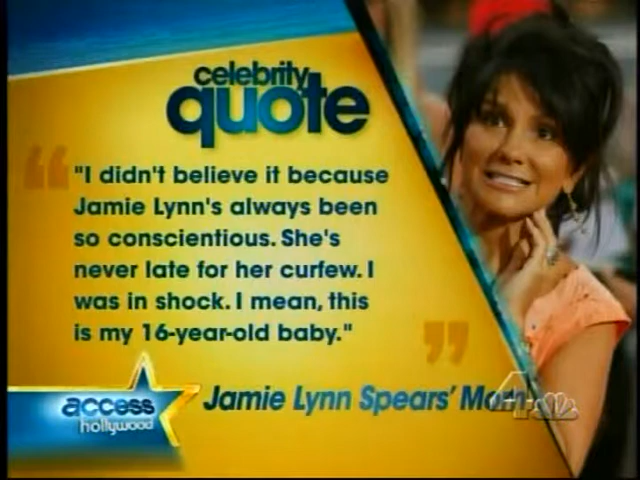 celebrity
quote
"I didn't believe it because
Jamie Lynn's always been
so conscientious. She's
never late for her curfew. I
was in shock. I mean, this
is my 16-year-old baby."
Jamie Lynn Spears' Mom
4
access
hollywood